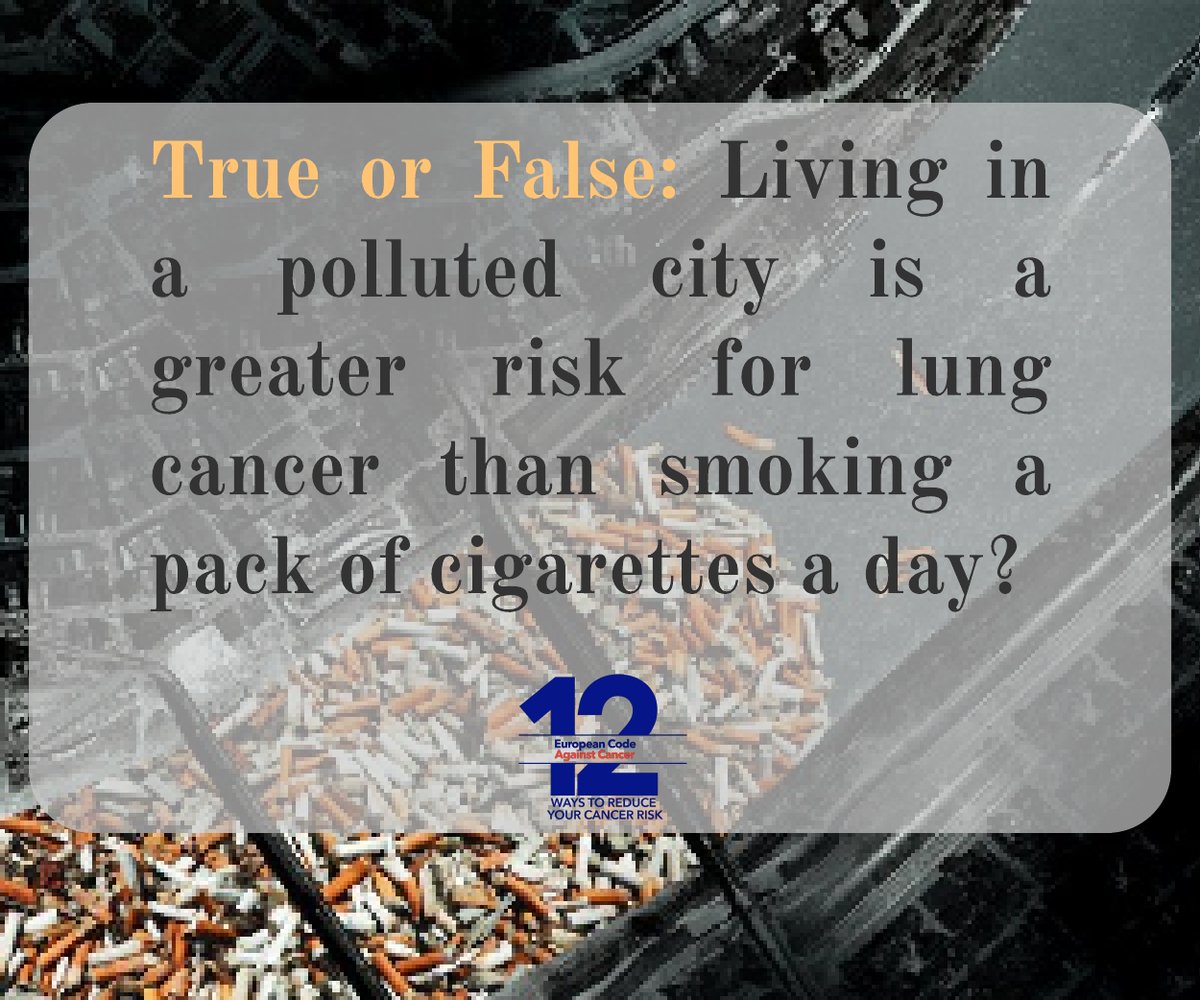 True or False: Living in
a polluted city is a
greater risk for lung
cancer than smoking a
pack of cigarettes a day?
12
European Code
Against Cancer
WAYS TO REDUCE
YOUR CANCER RISK